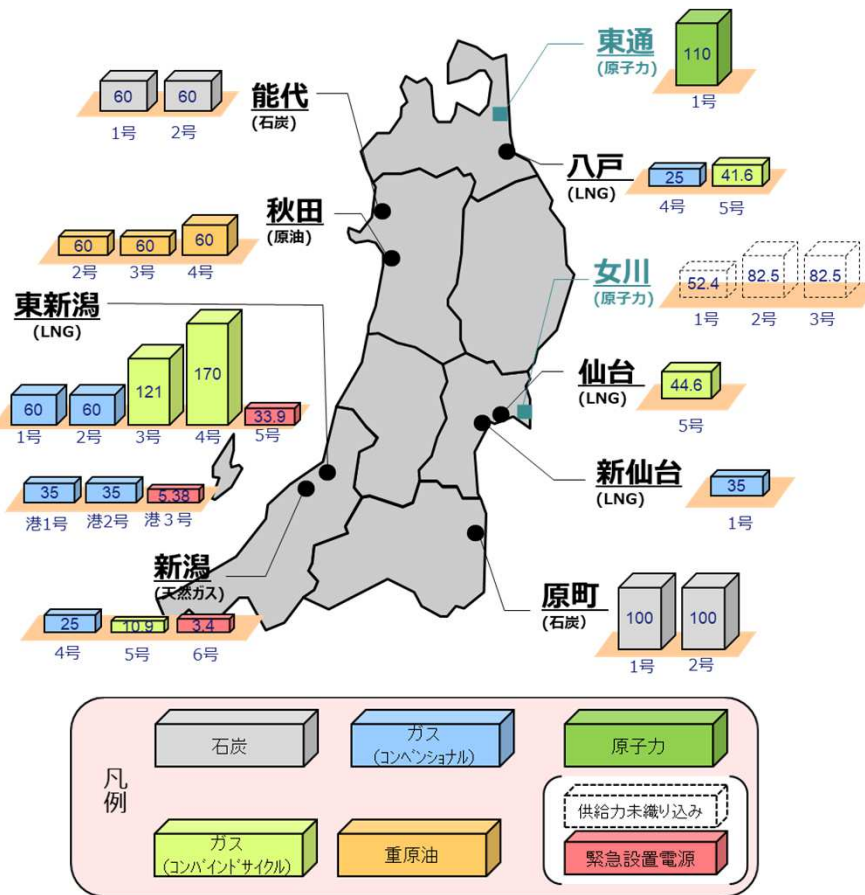 東通
(原子力)
110
1号
60
60
1号
2号
能代
(石炭)
八戸
(LNG)
25
41.6
4号
5号
秋田
(原油)
60
60
60
2号
3号
4号
女川
(原子力)
52.4
82.5
82.5
1号
2号
3号
東新潟
(LNG)
60
60
121
170
33.9
1号
2号
3号
4号
5号
仙台
(LNG)
44.6
5号
35
35
5.38
港1号
港2号
港3号
新仙台
(LNG)
35
1号
新潟
(天然ガス)
25
10.9
3.4
4号
5号
6号
原町
(石炭)
100
100
1号
2号
凡例
石炭
ガス
(コンベンショナル)
原子力
供給力未織り込み
ガス
(コンバインドサイクル)
重原油
緊急設置電源